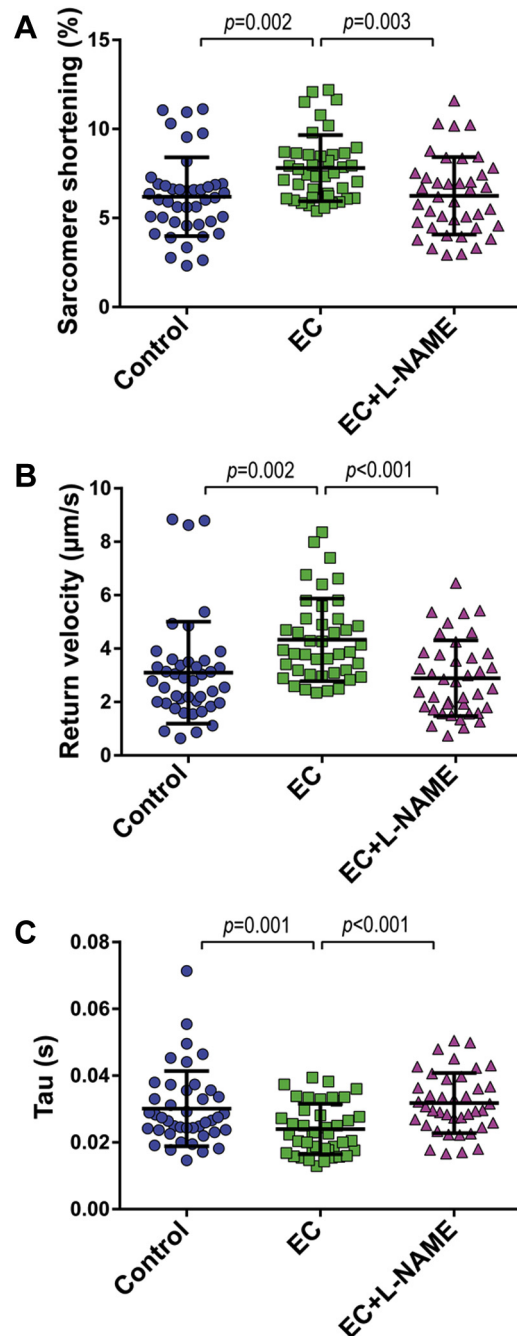 A
Sarcomere shortening (%)
p=0.002
p=0.003
15
10
5
0
Control
EC
EC+L-NAME
B
Return velocity (µm/s)
p=0.002
p<0.001
10
8
6
4
2
0
Control
EC
EC+L-NAME
C
Tau (s)
p=0.001
p<0.001
0.08
0.06
0.04
0.02
0.00
Control
EC
EC+L-NAME